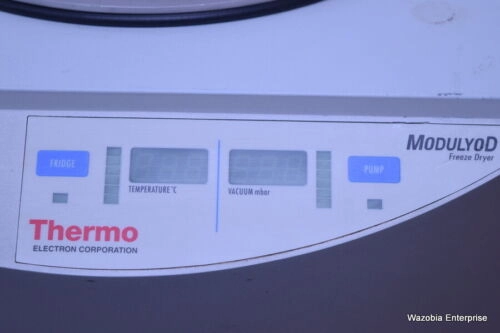 FRIDGE
TEMPERATURE °C
VACUUM mbar
PUMP
MODULYOD
Freeze Dryer
Thermo
ELECTRON CORPORATION
Wazobia Enterprise